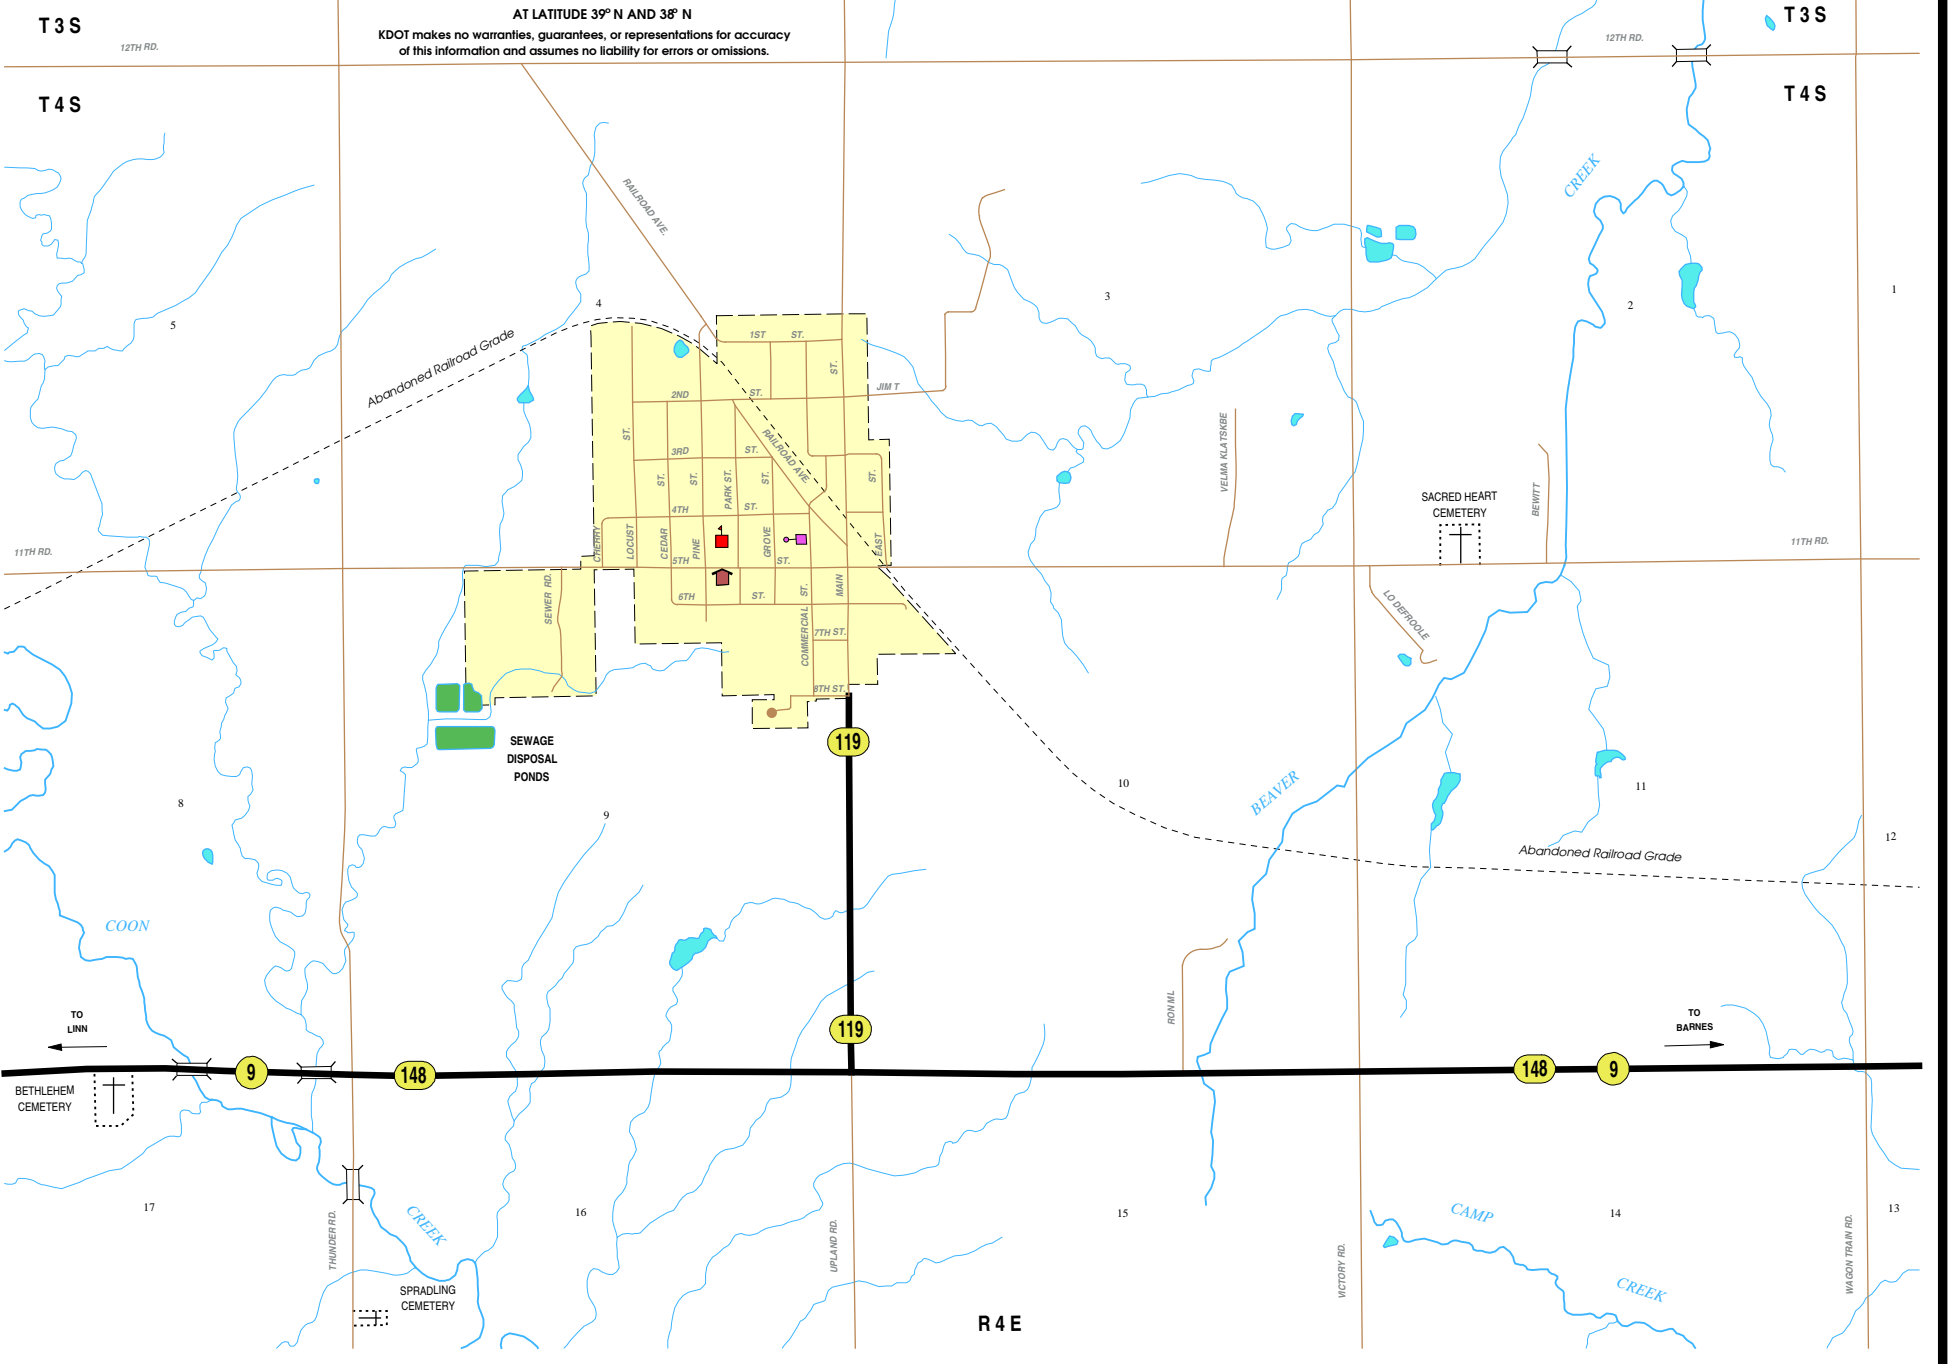 AT LATITUDE 39° N AND 38° N
KDOT makes no warranties, guarantees, or representations for accuracy
of this information and assumes no liability for errors or omissions.
T 3 S
T 3 S
12TH RD.
12TH RD.
T 4 S
T 4 S
CREEK
RAILROAD AVE.
5
4
3
2
1
Abandoned Railroad Grade
1ST ST.
ST.
2ND ST.
JIM T
ST.
3RD ST.
RAILROAD AVE.
ST.
ST.
PARK ST.
ST.
ST.
4TH ST.
VELMA KLATSKBE
SACRED HEART
CEMETERY
BEWITT
11TH RD.
11TH RD.
CHERRY
LOCUST
CEDAR
PINE
GROVE
EAST
5TH ST.
SEWER RD.
6TH ST.
ST.
MAIN
COMMERCIAL
7TH ST.
8TH ST.
LO DEFROOLE
119
SEWAGE
DISPOSAL
PONDS
8
9
10
BEAVER
11
12
Abandoned Railroad Grade
COON
TO
LINN
119
RON ML
TO
BARNES
9
148
148
9
BETHLEHEM
CEMETERY
17
16
15
14
13
CREEK
THUNDER RD.
UPLAND RD.
VICTORY RD.
WAGON TRAIN RD.
CAMP
CREEK
SPRADLING
CEMETERY
R 4 E